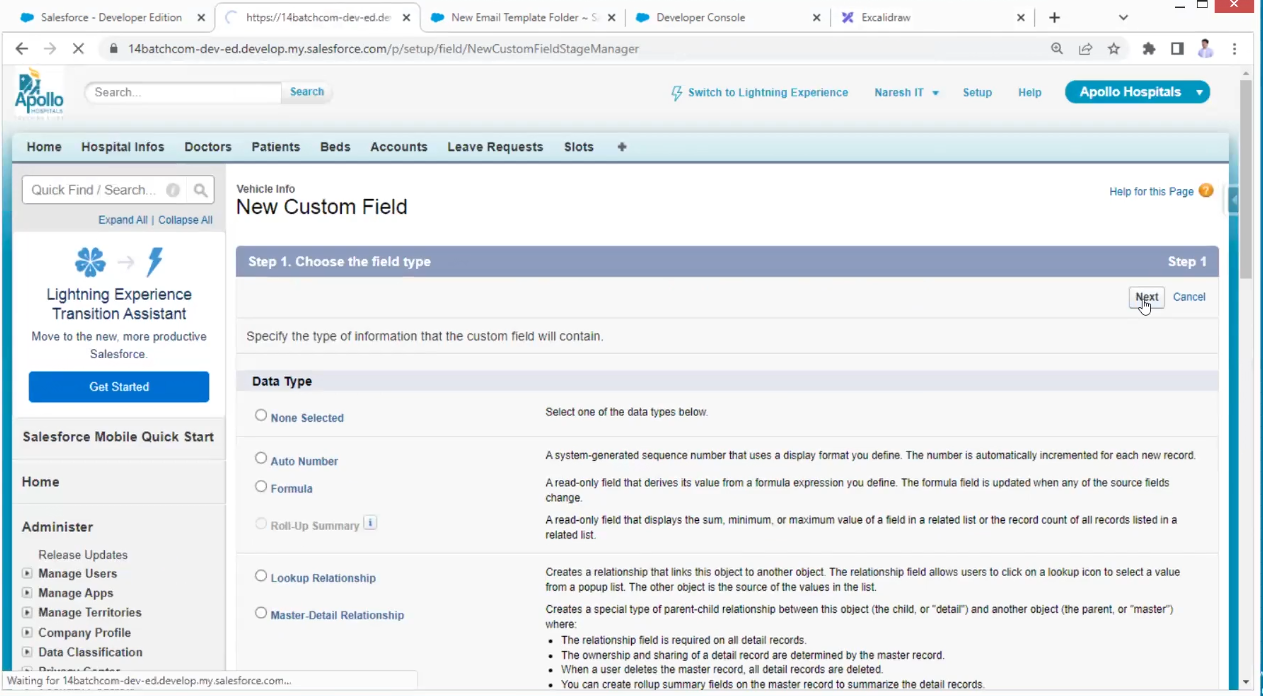 Salesforce - Developer Edition
https://14batchcom-dev-ed.de
New Email Template Folder ~ S
Developer Console
Excalidraw
14batchcom-dev-ed.develop.my.salesforce.com/p/setup/field/NewCustomFieldStageManager
Apollo
HOSPITALS
Search...
Search
Switch to Lightning Experience
Naresh IT
Setup
Help
Apollo Hospitals
Home
Hospital Infos
Doctors
Patients
Beds
Accounts
Leave Requests
Slots
Quick Find / Search...
Expand All | Collapse All
Lightning Experience
Transition Assistant
Move to the new, more productive
Salesforce.
Get Started
Salesforce Mobile Quick Start
Home
Administer
Release Updates
Manage Users
Manage Apps
Manage Territories
Company Profile
Data Classification
Privacy Center
Vehicle Info
New Custom Field
Help for this Page
Step 1. Choose the field type
Step 1
Next
Cancel
Specify the type of information that the custom field will contain.
Data Type
None Selected
Select one of the data types below.
Auto Number
A system-generated sequence number that uses a display format you define. The number is automatically incremented for each new record.
Formula
A read-only field that derives its value from a formula expression you define. The formula field is updated when any of the source fields
change.
Roll-Up Summary
A read-only field that displays the sum, minimum, or maximum value of a field in a related list or the record count of all records listed in a
related list.
Lookup Relationship
Creates a relationship that links this object to another object. The relationship field allows users to click on a lookup icon to select a value
from a popup list. The other object is the source of the values in the list.
Master-Detail Relationship
Creates a special type of parent-child relationship between this object (the child, or "detail") and another object (the parent, or "master")
where:
• The relationship field is required on all detail records.
• The ownership and sharing of a detail record are determined by the master record.
• When a user deletes the master record, all detail records are deleted.
• You can create rollup summary fields on the master record to summarize the detail records.
Waiting for 14batchcom-dev-ed.develop.my.salesforce.com...